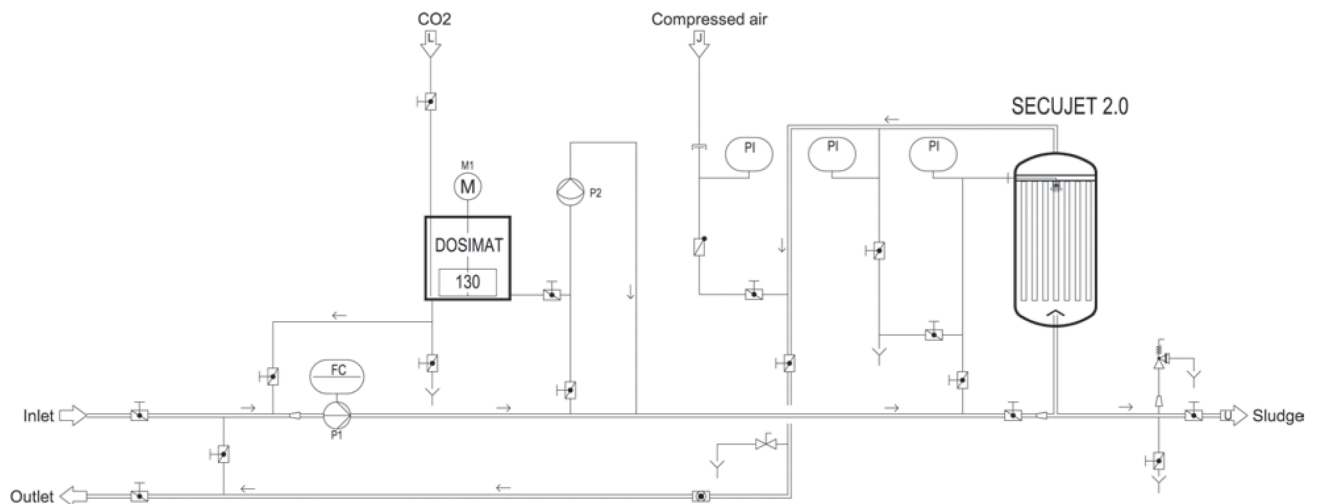 CO2
Compressed air
L
J
SECUJET 2.0
PI
PI
PI
M1
M
P2
DOSIMAT
130
FC
Inlet
P1
U
Sludge
Outlet